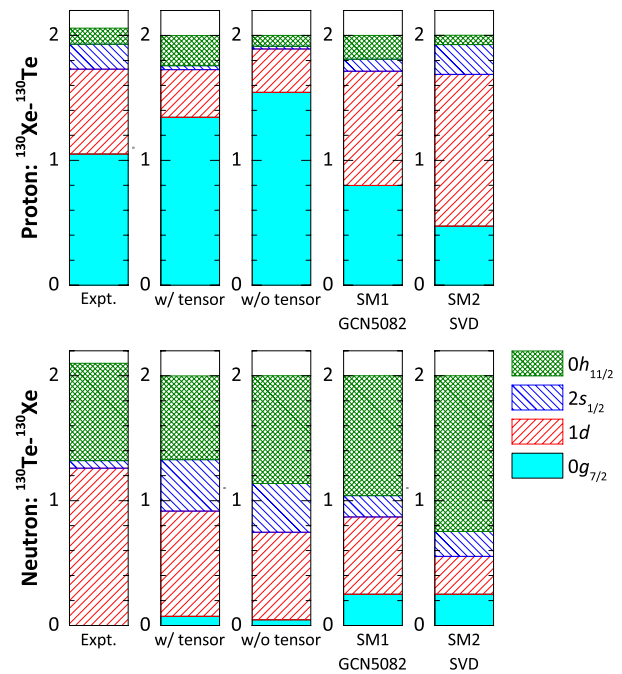 Proton: ¹³⁰Xe-¹³⁰Te
2 2 2 2 2
1 1 1 1 1
0 0 0 0 0
Expt. w/ tensor w/o tensor SM1 SM2
GCN5082 SVD
Neutron: ¹³⁰Te-¹³⁰Xe
2 2 2 2 2
1 1 1 1 1
0 0 0 0 0
Expt. w/ tensor w/o tensor SM1 SM2
GCN5082 SVD
0h₁₁/₂
2s₁/₂
1d
0g₇/₂